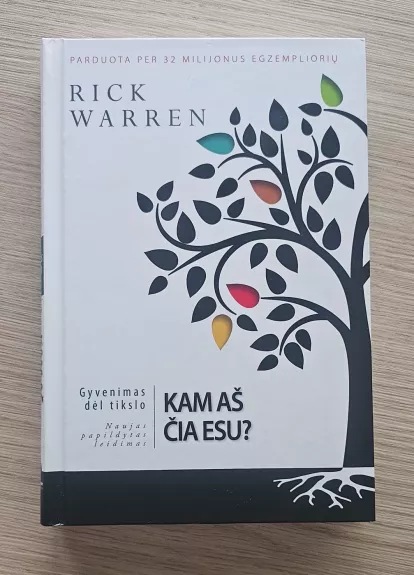 PARDUOTA PER 32 MILIJONUS EGZEMPLIORIŲ
RICK
WARREN
Gyvenimas
dėl tikslo
Naujas
papildytas
leidimas
KAM AŠ
ČIA ESU?